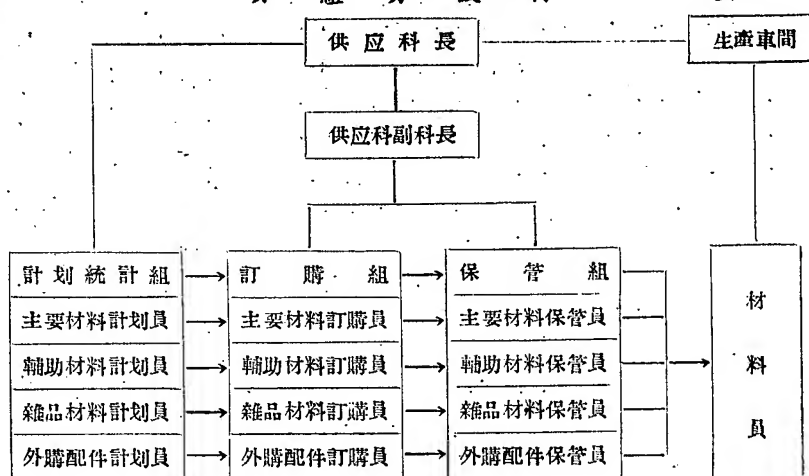 供应科長
生產車間
供应科副科長
計划統計組
訂購組
保管組
主要材料計划員
主要材料訂購員
主要材料保管員
輔助材料計划員
輔助材料訂購員
輔助材料保管員
雜品材料計划員
雜品材料訂購員
雜品材料保管員
外購配件計划員
外購配件訂購員
外購配件保管員
材料員